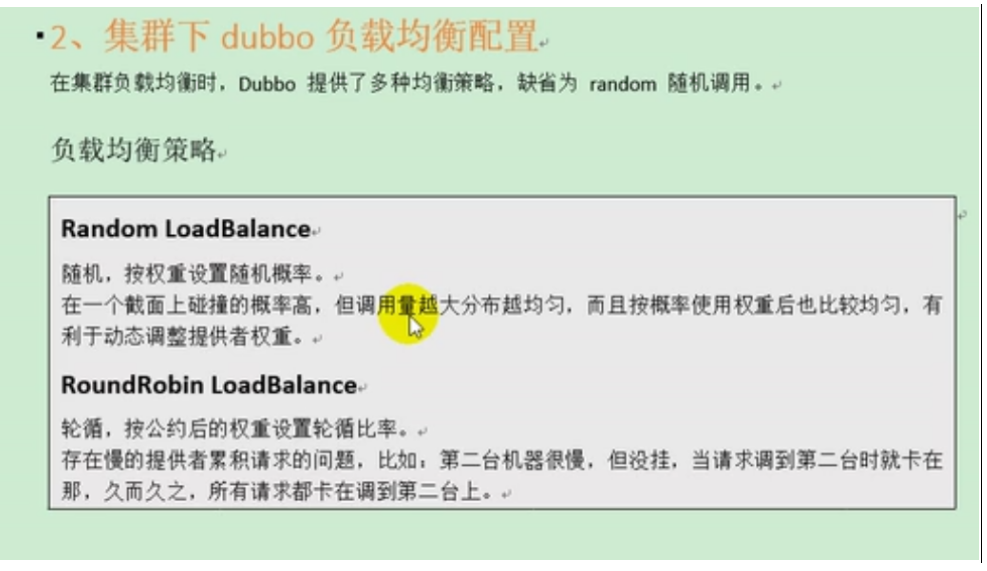 2、集群下 dubbo 负载均衡配置
在集群负载均衡时，Dubbo 提供了多种均衡策略，缺省为 random 随机调用。
负载均衡策略
Random LoadBalance
随机，按权重设置随机概率。
在一个截面上碰撞的概率高，但调用量越大分布越均匀，而且按概率使用权重后也比较均匀，有
利于动态调整提供者权重。
RoundRobin LoadBalance
轮循，按公约后的权重设置轮循比率。
存在慢的提供者累积请求的问题，比如：第二台机器很慢，但没挂，当请求调到第二台时就卡在
那，久而久之，所有请求都卡在调到第二台上。